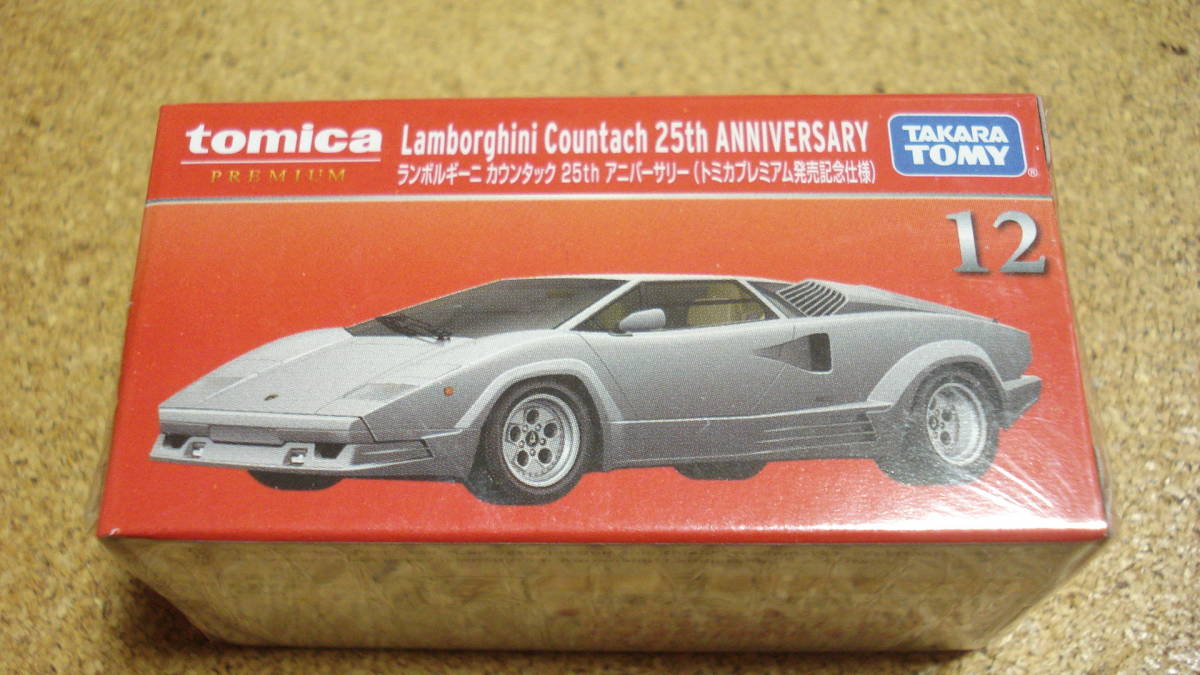 tomica
PREMIUM
Lamborghini Countach 25th ANNIVERSARY
ランボルギーニ カウンタック 25th アニバーサリー（トミカプレミアム発売記念仕様）
TAKARA
TOMY
®
12